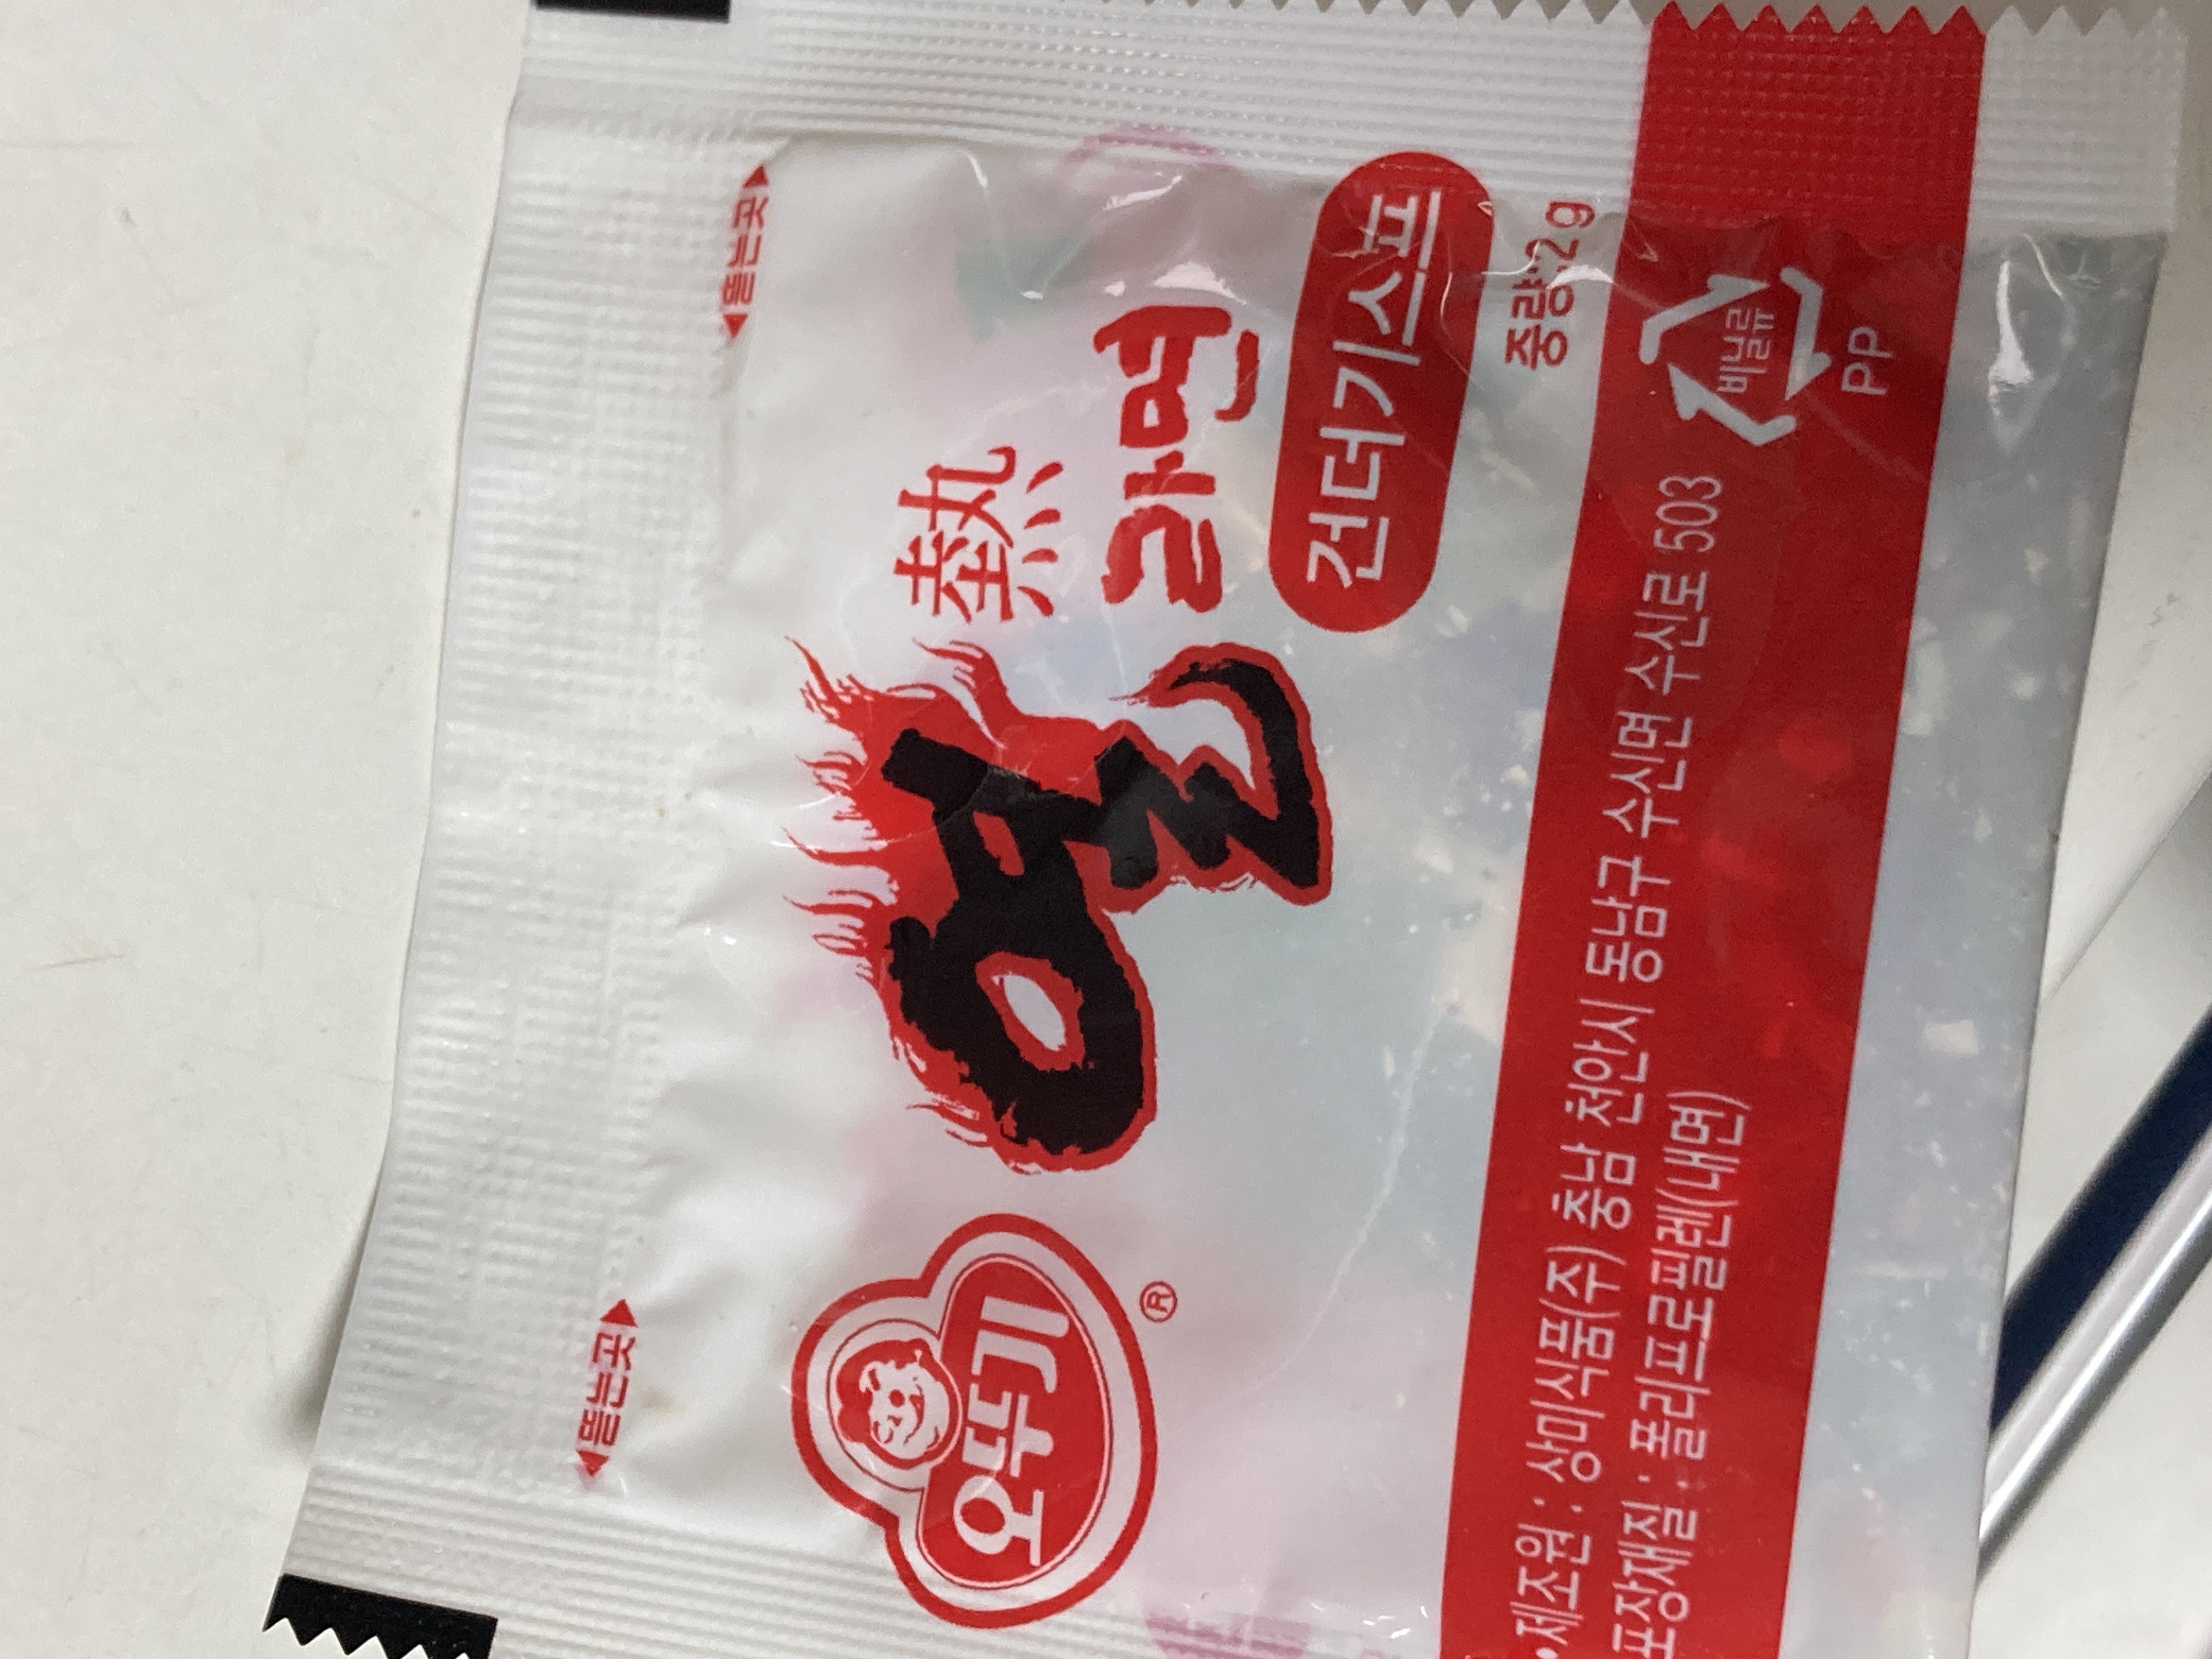 뜯는곳
뜯는곳
오뚜기
®
열
熱
라면
건더기스프
중량:2g
•제조원 : 상미식품(주) 충남 천안시 동남구 수신면 수신로 503
포장재질 : 폴리프로필렌(내면)
비닐류
PP